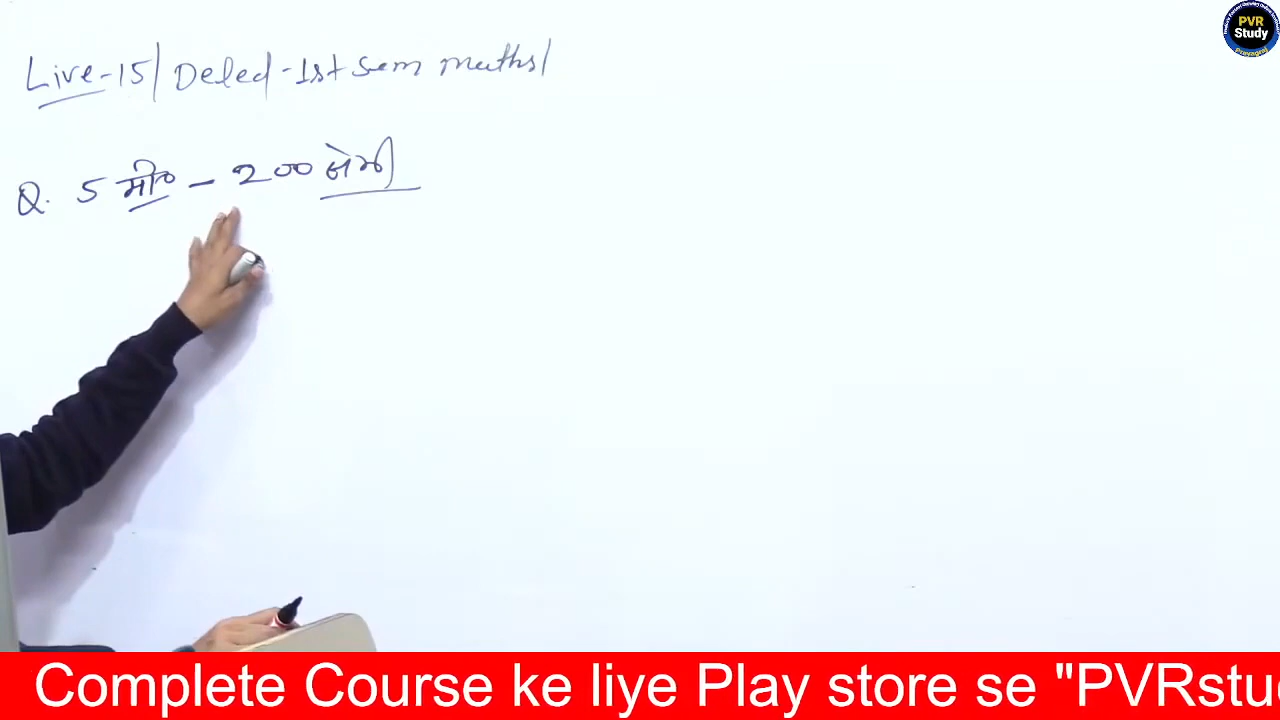 PVR
Study
Prayagraj
Live-15/ Deled-1st sem maths/
Q. 5 मी० - 200 सेमी
Complete Course ke liye Play store se "PVRstu